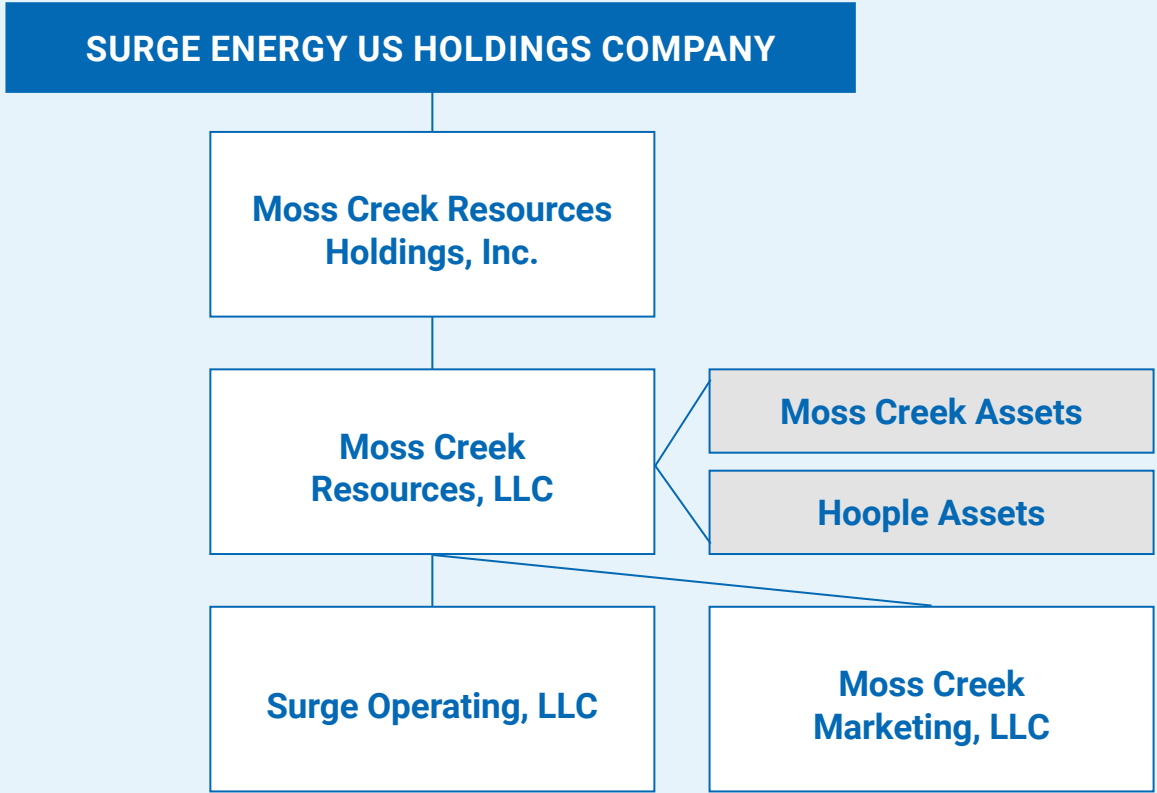 SURGE ENERGY US HOLDINGS COMPANY
Moss Creek Resources
Holdings, Inc.
Moss Creek
Resources, LLC
Moss Creek Assets
Hoople Assets
Surge Operating, LLC
Moss Creek
Marketing, LLC